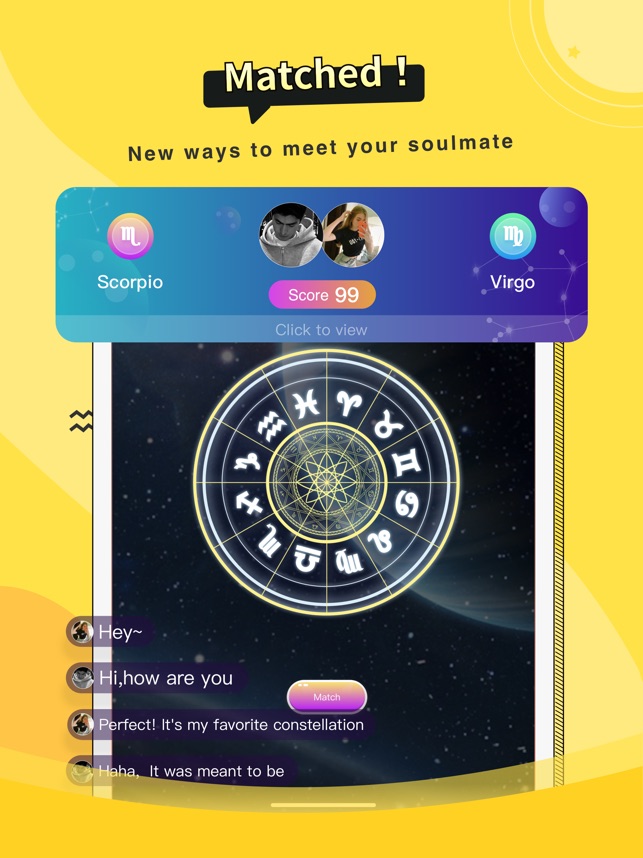 Matched !
New ways to meet your soulmate
Scorpio
Virgo
Score 99
Click to view
Hey~
Hi,how are you
Match
Perfect! It's my favorite constellation
Haha, It was meant to be